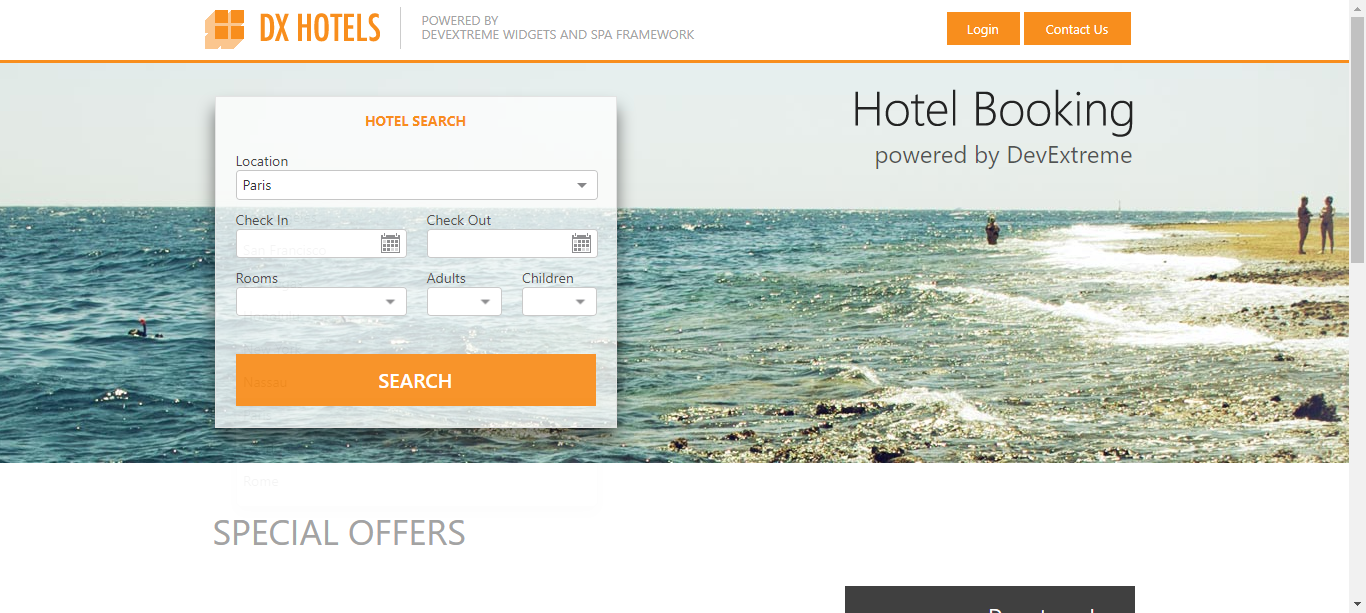 DX HOTELS
POWERED BY
DEVEXTREME WIDGETS AND SPA FRAMEWORK
Login
Contact Us
Hotel Booking
powered by DevExtreme
HOTEL SEARCH
Location
Paris
Check In
Check Out
San Francisco
Rooms
Adults
Children
Nassau
SEARCH
Rome
SPECIAL OFFERS